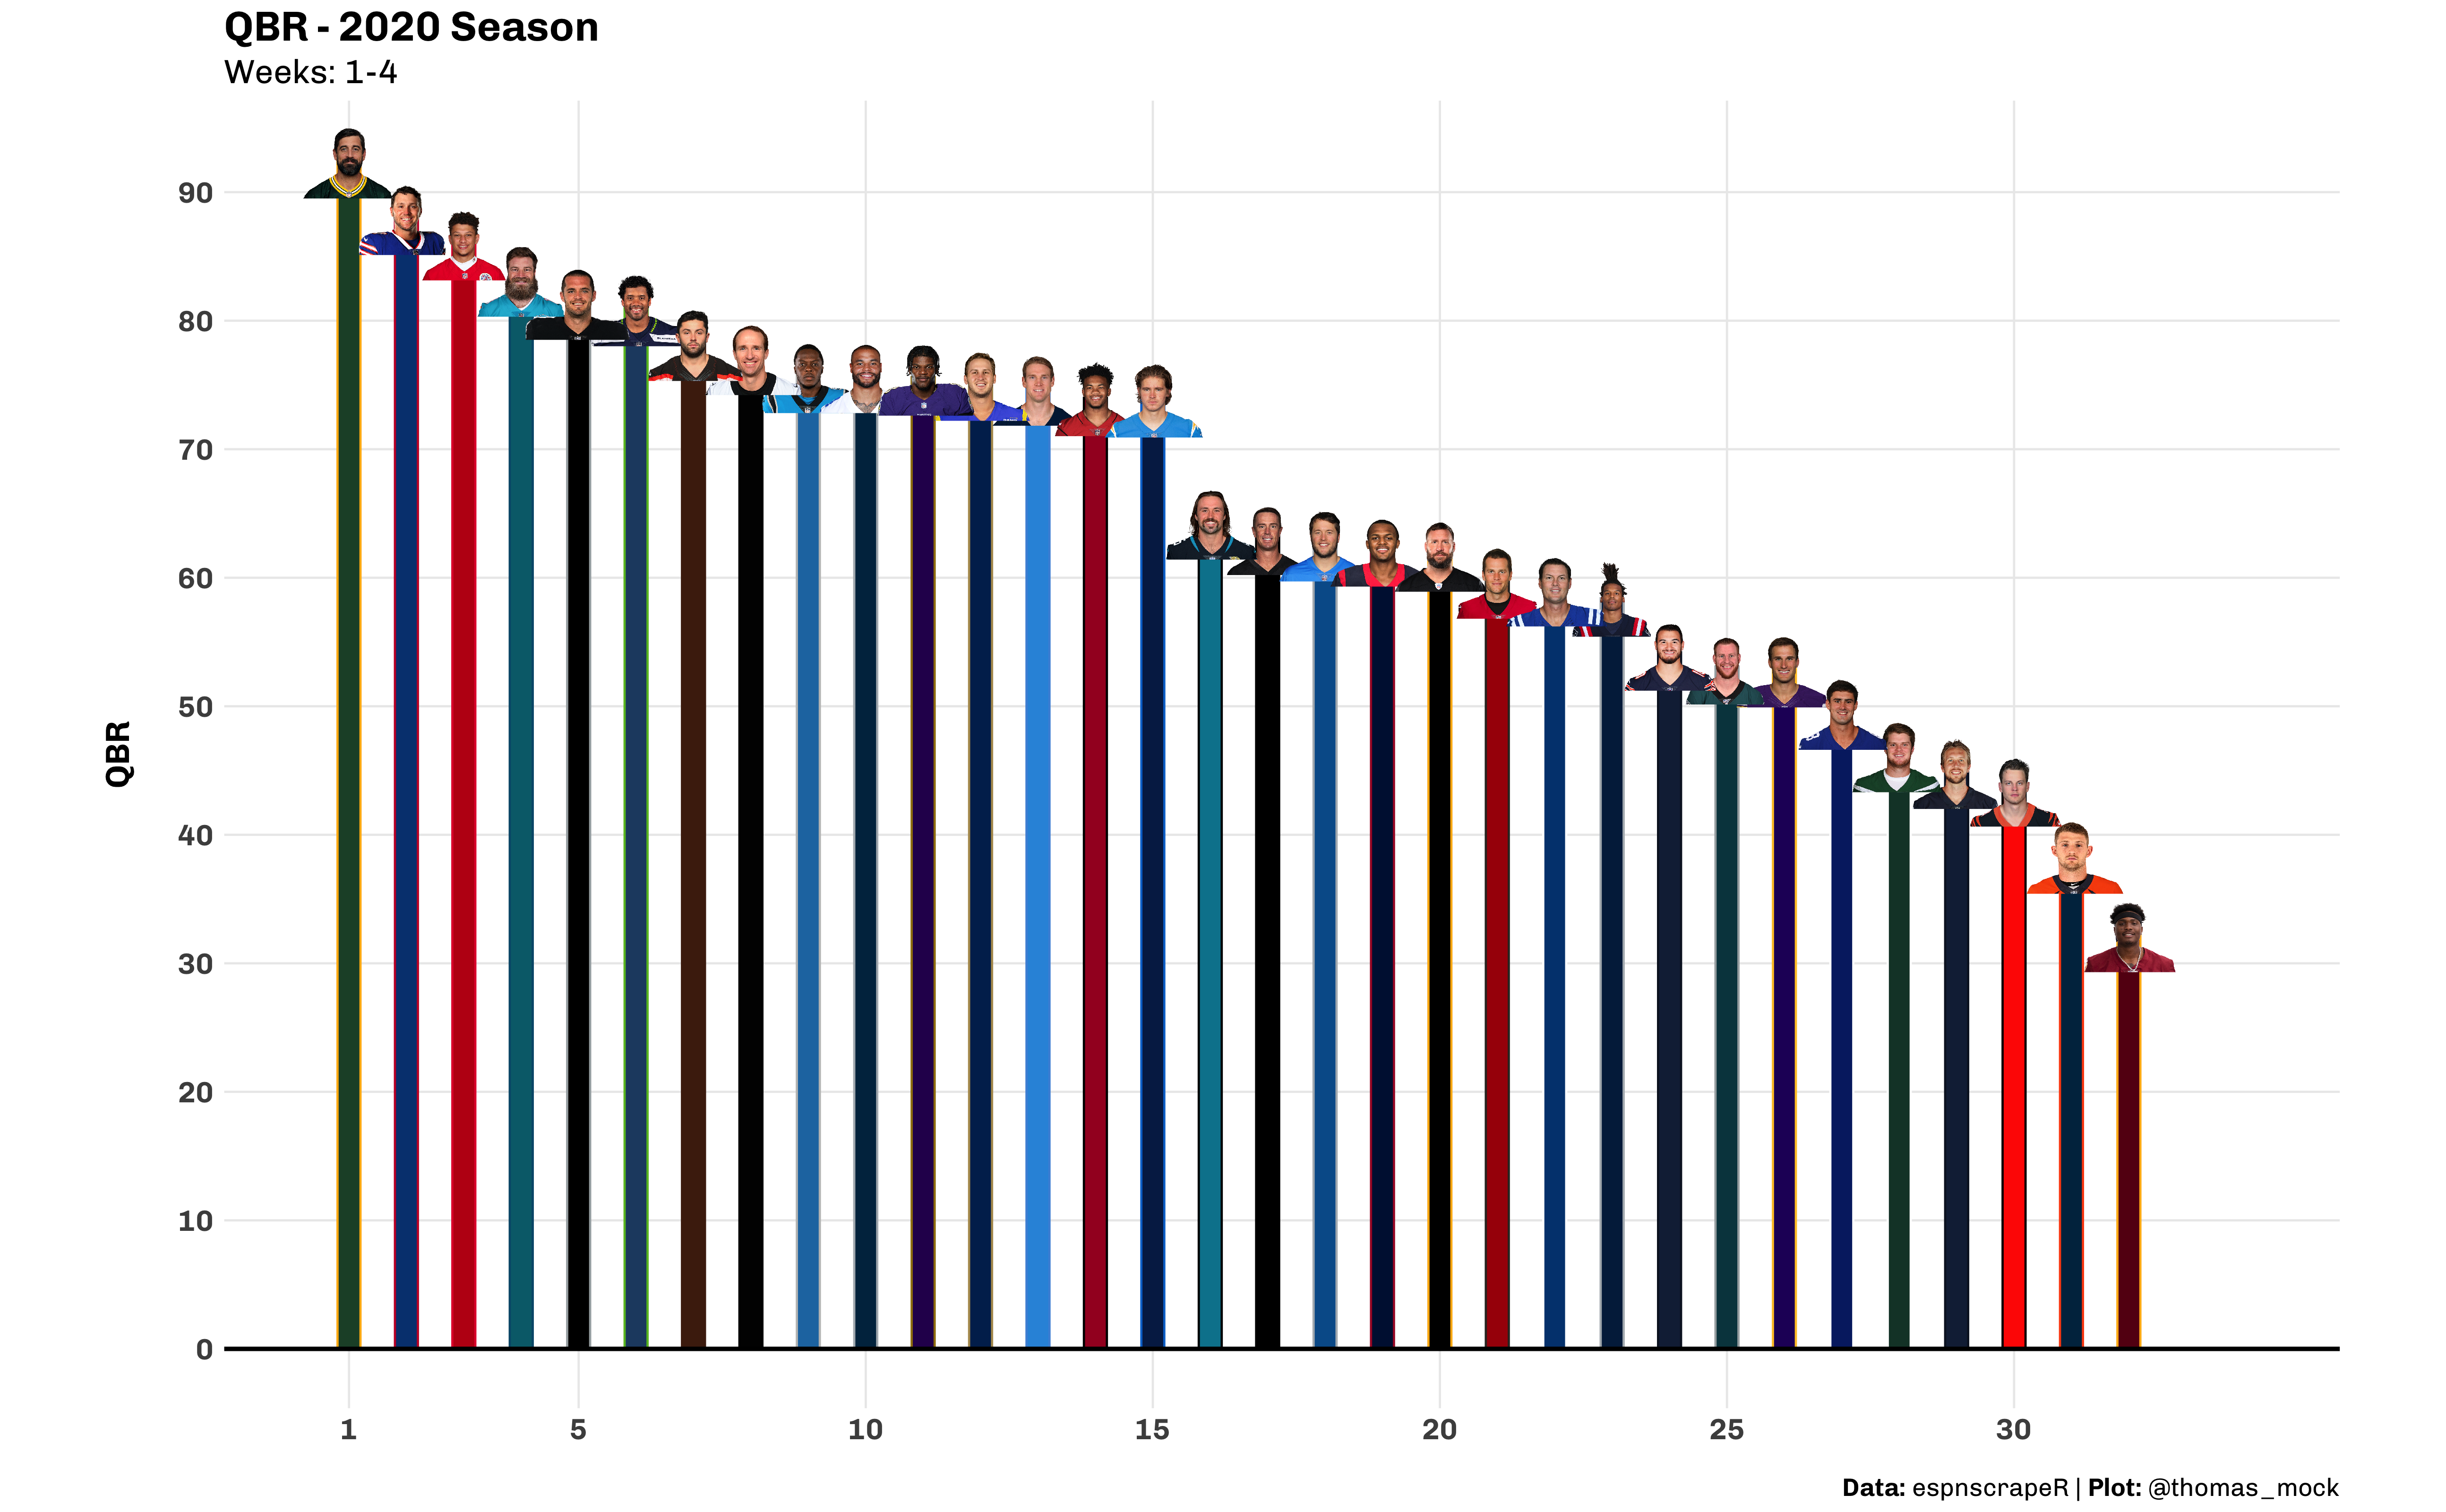 QBR - 2020 Season
Weeks: 1-4
90
80
70
60
50
40
30
20
10
0
QBR
1 5 10 15 20 25 30
Data: espnscrapeR | Plot: @thomas_mock